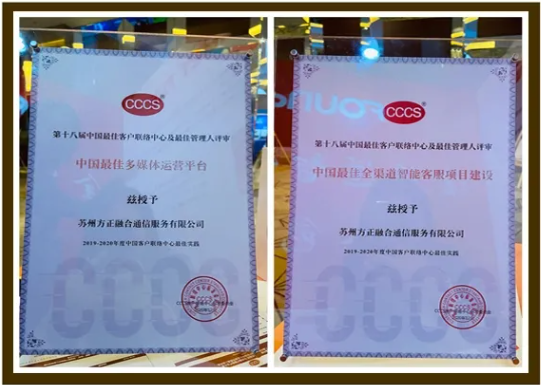 CCCS
第十八届中国最佳客户联络中心及最佳管理人评审
中国最佳多媒体运营平台
兹授予
苏州方正融合通信服务有限公司
2019-2020年度中国客户联络中心最佳实践
CCCS
CCCS
CCCS
第十八届中国最佳客户联络中心及最佳管理人评审
中国最佳全渠道智能客服项目建设
兹授予
苏州方正融合通信服务有限公司
2019-2020年度中国客户联络中心最佳实践
CCCS
CCCS